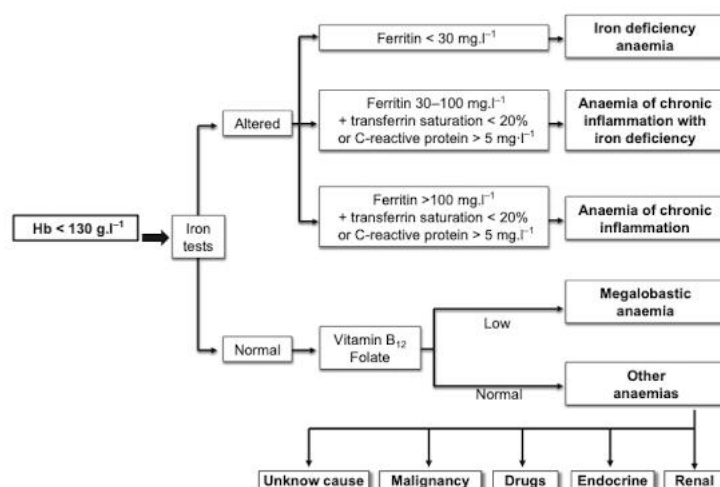 Ferritin < 30 mg.l⁻¹
Iron deficiency
anaemia
Altered
Ferritin 30–100 mg.l⁻¹
+ transferrin saturation < 20%
or C-reactive protein > 5 mg·l⁻¹
Anaemia of chronic
inflammation with
iron deficiency
Ferritin >100 mg.l⁻¹
+ transferrin saturation < 20%
or C-reactive protein > 5 mg.l⁻¹
Anaemia of chronic
inflammation
Hb < 130 g.l⁻¹
Iron
tests
Normal
Vitamin B₁₂
Folate
Low
Megalobastic
anaemia
Normal
Other
anaemias
Unknow cause
Malignancy
Drugs
Endocrine
Renal